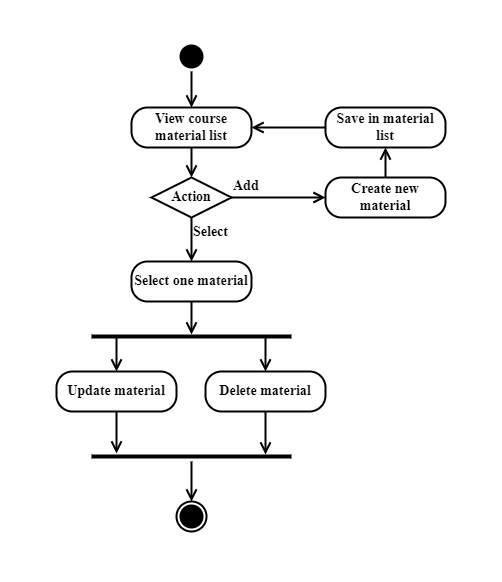 View course
material list
Save in material
list
Action
Add
Create new
material
Select
Select one material
Update material
Delete material